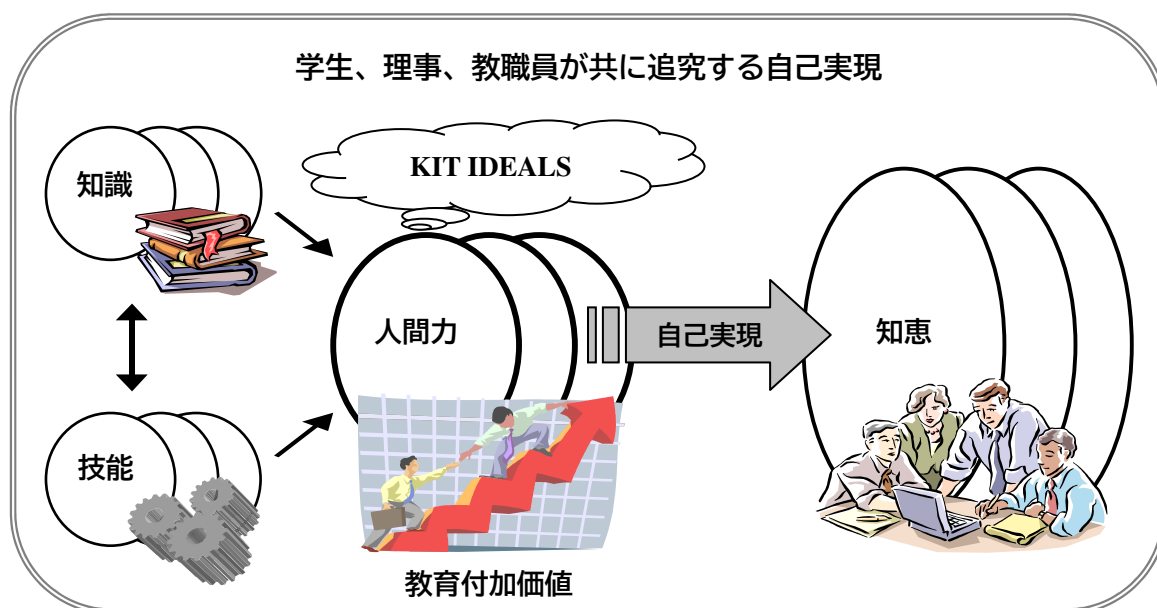 学生、理事、教職員が共に追究する自己実現
KIT IDEALS
知識
人間力
自己実現
知恵
技能
教育付加価値